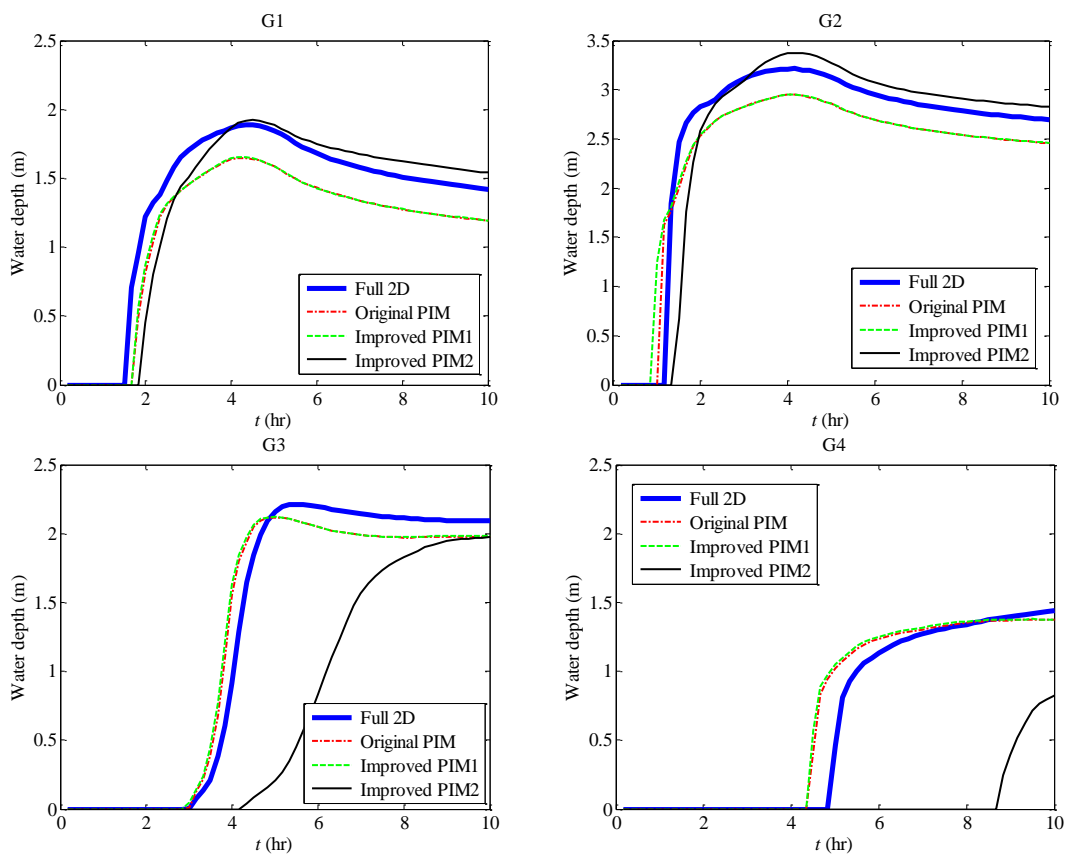 G1
2.5
2
1.5
1
0.5
0
Water depth (m)
0 2 4 6 8 10
t (hr)
Full 2D
Original PIM
Improved PIM1
Improved PIM2
G2
3.5
3
2.5
2
1.5
1
0.5
0
Water depth (m)
0 2 4 6 8 10
t (hr)
Full 2D
Original PIM
Improved PIM1
Improved PIM2
G3
2.5
2
1.5
1
0.5
0
Water depth (m)
0 2 4 6 8 10
t (hr)
Full 2D
Original PIM
Improved PIM1
Improved PIM2
G4
2.5
2
1.5
1
0.5
0
Water depth (m)
0 2 4 6 8 10
t (hr)
Full 2D
Original PIM
Improved PIM1
Improved PIM2